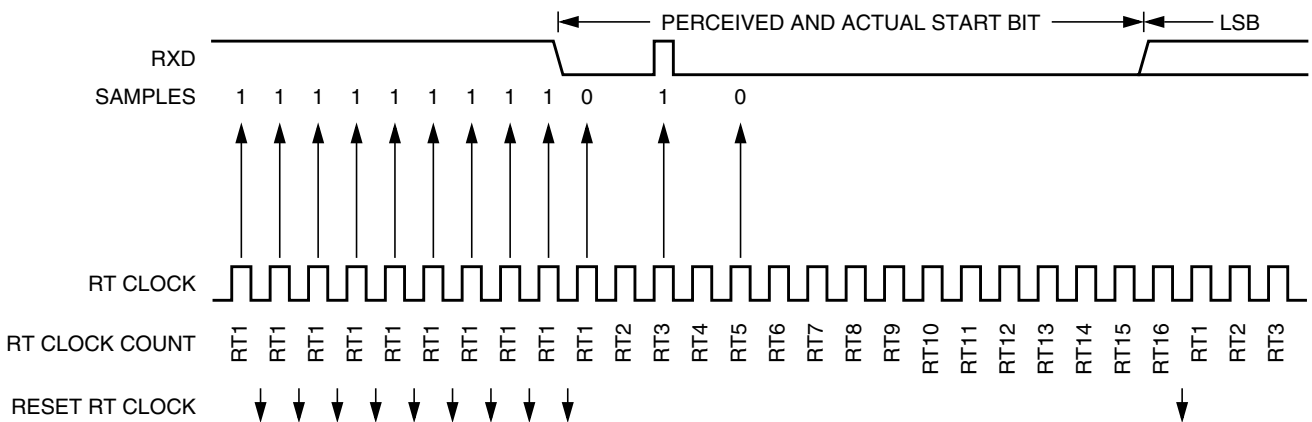 PERCEIVED AND ACTUAL START BIT LSB
RXD
SAMPLES 1 1 1 1 1 1 1 1 1 0 1 0
RT CLOCK
RT CLOCK COUNT RT1 RT1 RT1 RT1 RT1 RT1 RT1 RT1 RT1 RT1 RT2 RT3 RT4 RT5 RT6 RT7 RT8 RT9 RT10 RT11 RT12 RT13 RT14 RT15 RT16 RT1 RT2 RT3
RESET RT CLOCK